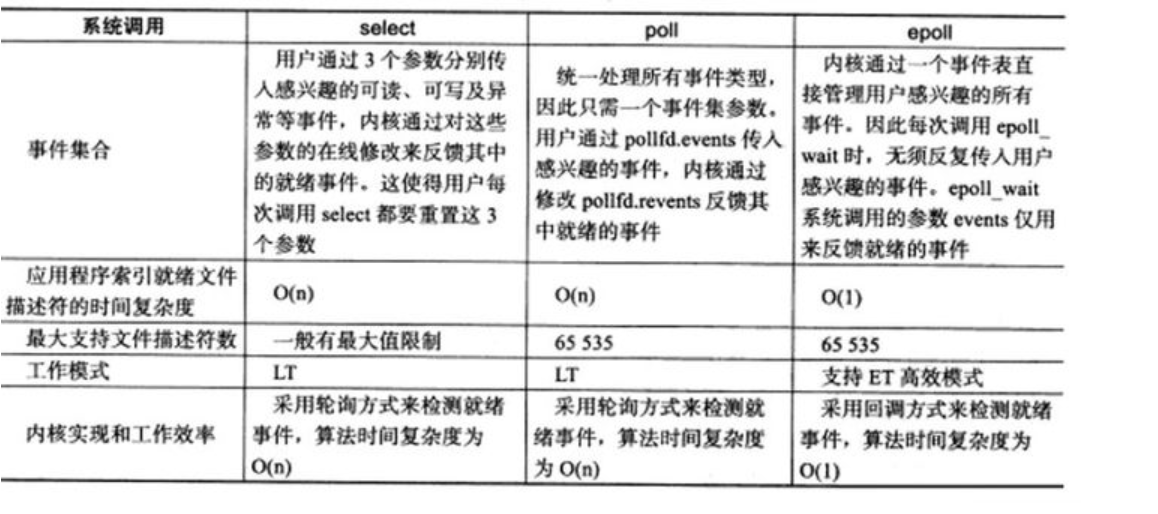 系统调用 select poll epoll
事件集合
用户通过 3 个参数分别传
入感兴趣的可读、可写及异
常等事件，内核通过对这些
参数的在线修改来反馈其中
的就绪事件。这使得用户每
次调用 select 都要重置这 3
个参数
统一处理所有事件类型，
因此只需一个事件集参数。
用户通过 pollfd.events 传入
感兴趣的事件，内核通过
修改 pollfd.revents 反馈其
中就绪的事件
内核通过一个事件表直
接管理用户感兴趣的所有
事件。因此每次调用 epoll_
wait 时，无须反复传入用户
感兴趣的事件。epoll_wait
系统调用的参数 events 仅用
来反馈就绪的事件
应用程序索引就绪文件
描述符的时间复杂度
O(n) O(n) O(1)
最大支持文件描述符数 一般有最大值限制 65 535 65 535
工作模式 LT LT 支持 ET 高效模式
内核实现和工作效率
采用轮询方式来检测就绪
事件，算法时间复杂度为
O(n)
采用轮询方式来检测就
绪事件，算法时间复杂度
为 O(n)
采用回调方式来检测就绪
事件，算法时间复杂度为
O(1)